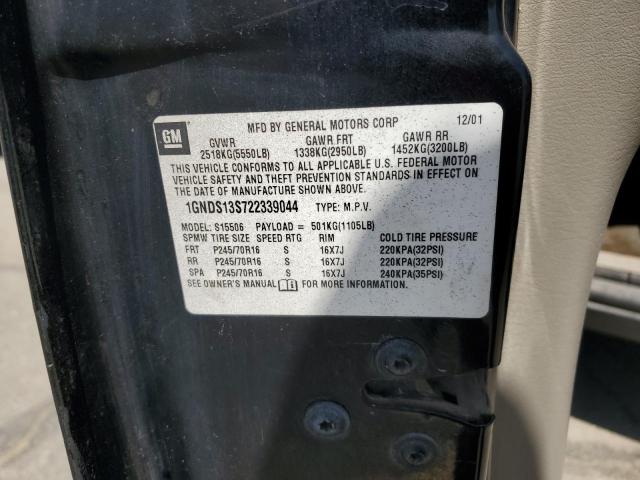 GM
MFD BY GENERAL MOTORS CORP 12/01
GVWR GAWR FRT GAWR RR
2518KG(5550LB) 1338KG(2950LB) 1452KG(3200LB)
THIS VEHICLE CONFORMS TO ALL APPLICABLE U.S. FEDERAL MOTOR
VEHICLE SAFETY AND THEFT PREVENTION STANDARDS IN EFFECT ON
THE DATE OF MANUFACTURE SHOWN ABOVE.
1GNDS13S722339044 TYPE: M.P.V.
MODEL: S15506 PAYLOAD = 501KG(1105LB)
SPMW TIRE SIZE SPEED RTG RIM COLD TIRE PRESSURE
FRT P245/70R16 S 16X7J 220KPA(32PSI)
RR P245/70R16 S 16X7J 220KPA(32PSI)
SPA P245/70R16 S 16X7J 240KPA(35PSI)
SEE OWNER'S MANUAL FOR MORE INFORMATION